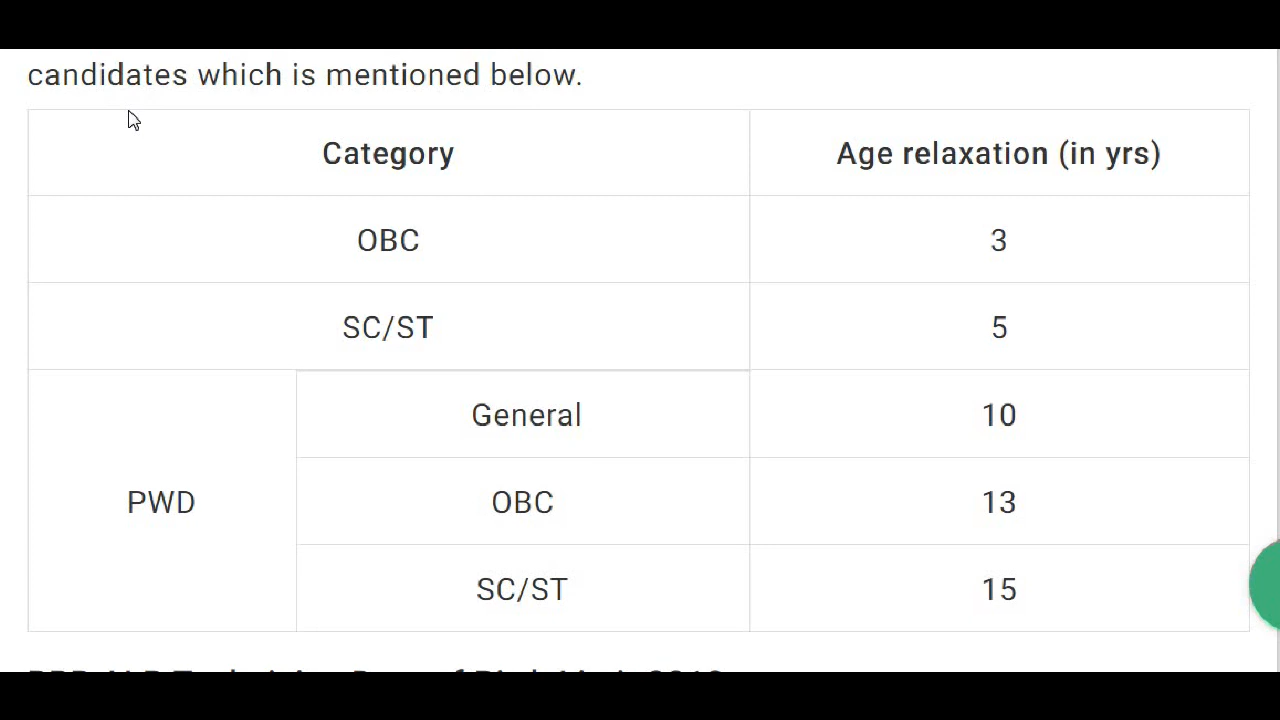 candidates which is mentioned below.
Category Age relaxation (in yrs)
OBC 3
SC/ST 5
General 10
PWD OBC 13
SC/ST 15